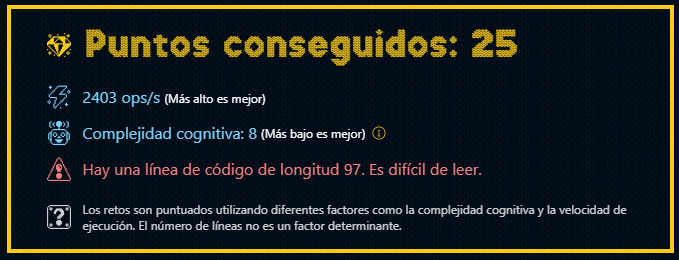 Puntos conseguidos: 25
2403 ops/s (Más alto es mejor)
Complejidad cognitiva: 8 (Más bajo es mejor)
Hay una línea de código de longitud 97. Es difícil de leer.
Los retos son puntuados utilizando diferentes factores como la complejidad cognitiva y la velocidad de
ejecución. El número de líneas no es un factor determinante.